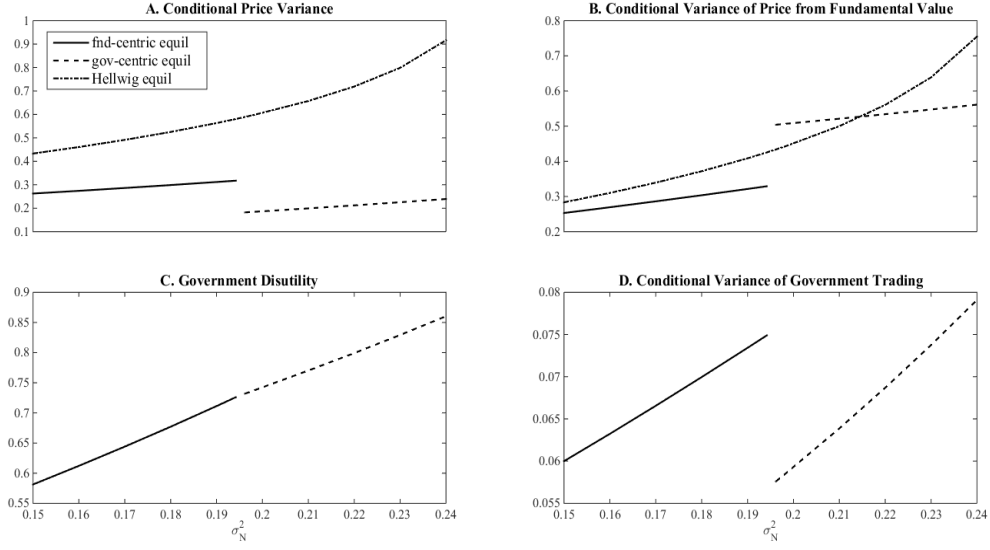 A. Conditional Price Variance
1
0.9
0.8
0.7
0.6
0.5
0.4
0.3
0.2
0.1
fnd-centric equil
gov-centric equil
Hellwig equil
B. Conditional Variance of Price from Fundamental Value
0.8
0.7
0.6
0.5
0.4
0.3
0.2
C. Government Disutility
0.9
0.85
0.8
0.75
0.7
0.65
0.6
0.55
0.15 0.16 0.17 0.18 0.19 0.2 0.21 0.22 0.23 0.24
σ²_N
D. Conditional Variance of Government Trading
0.08
0.075
0.07
0.065
0.06
0.055
0.15 0.16 0.17 0.18 0.19 0.2 0.21 0.22 0.23 0.24
σ²_N